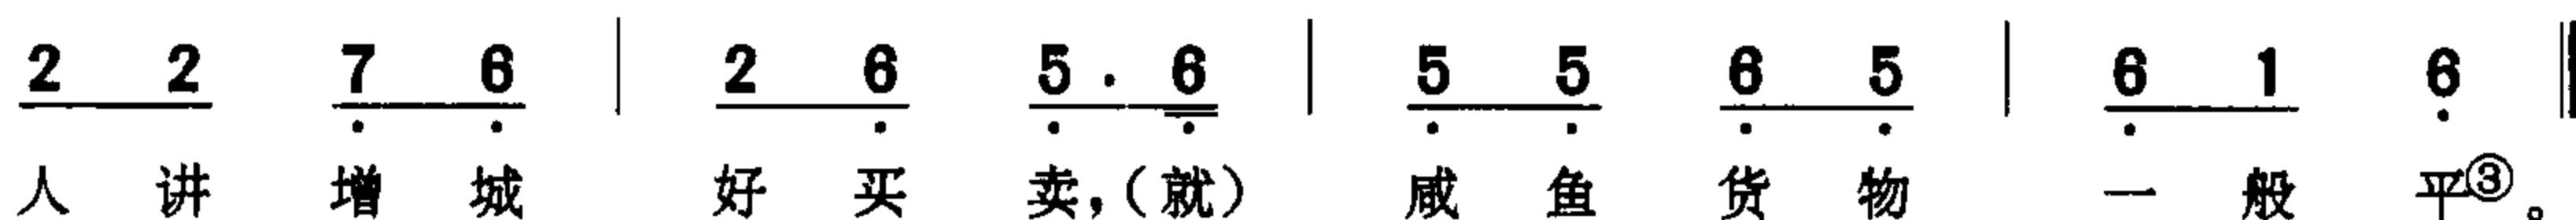 2 2 7 6 | 2 6 5 . 6 | 5 5 6 5 | 6 1 6 ‖
人 讲 增 城 好 买 卖，（就） 咸 鱼 货 物 一 般 平③。